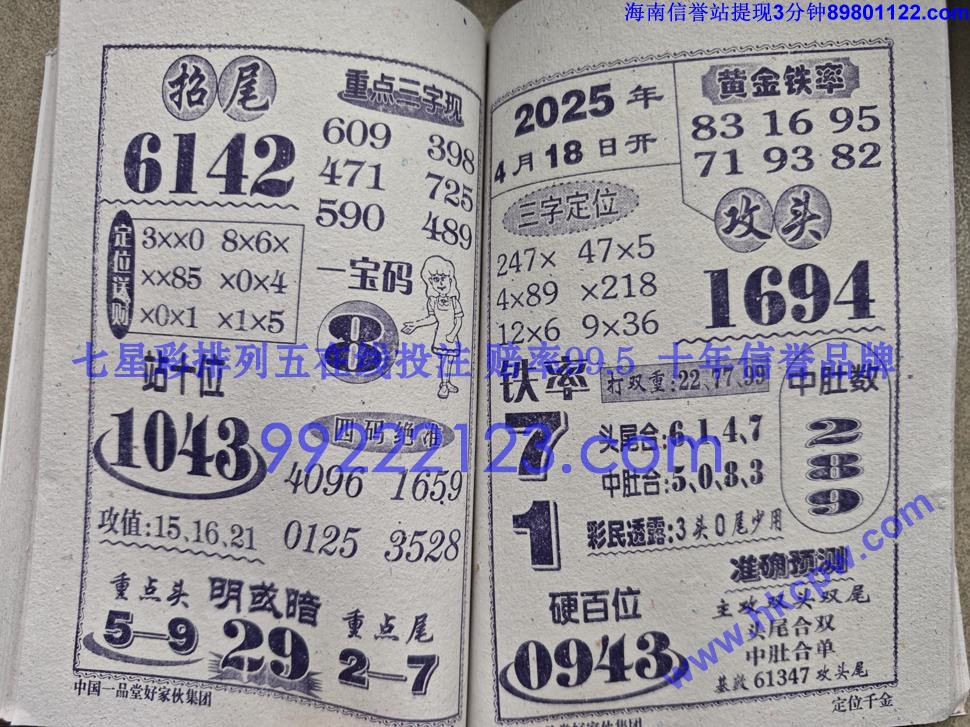 海南信誉站提现3分钟89801122.com
招尾
6142
重点三字现
609 398
471 725
590 489
定位送财
3××0 8×6×
××85 ×0×4
×0×1 ×1×5
一宝码
8
站十位
1043
攻值:15,16,21
四码绝准
4096 1659
0125 3528
重点头
5—9
明或暗
29
重点尾
2—7
中国一品堂好家伙集团
2025年
4月18日开
黄金铁率
83 16 95
71 93 82
三字定位
247× 47×5
4×89 ×218
12×6 9×36
攻头
1694
七星彩排列五在线投注 赔率99.5 十年信誉品牌
99222123.com
铁率
7
1
打双重:22、77、99
头尾合:6、1、4、7
中肚合:5、0、8、3
彩民透露:3头0尾少用
中肚数
2
8
9
硬百位
0943
准确预测
主攻双头双尾
头尾合双
中肚合单
基数61347攻头尾
定位千金
www.hkcpw.com